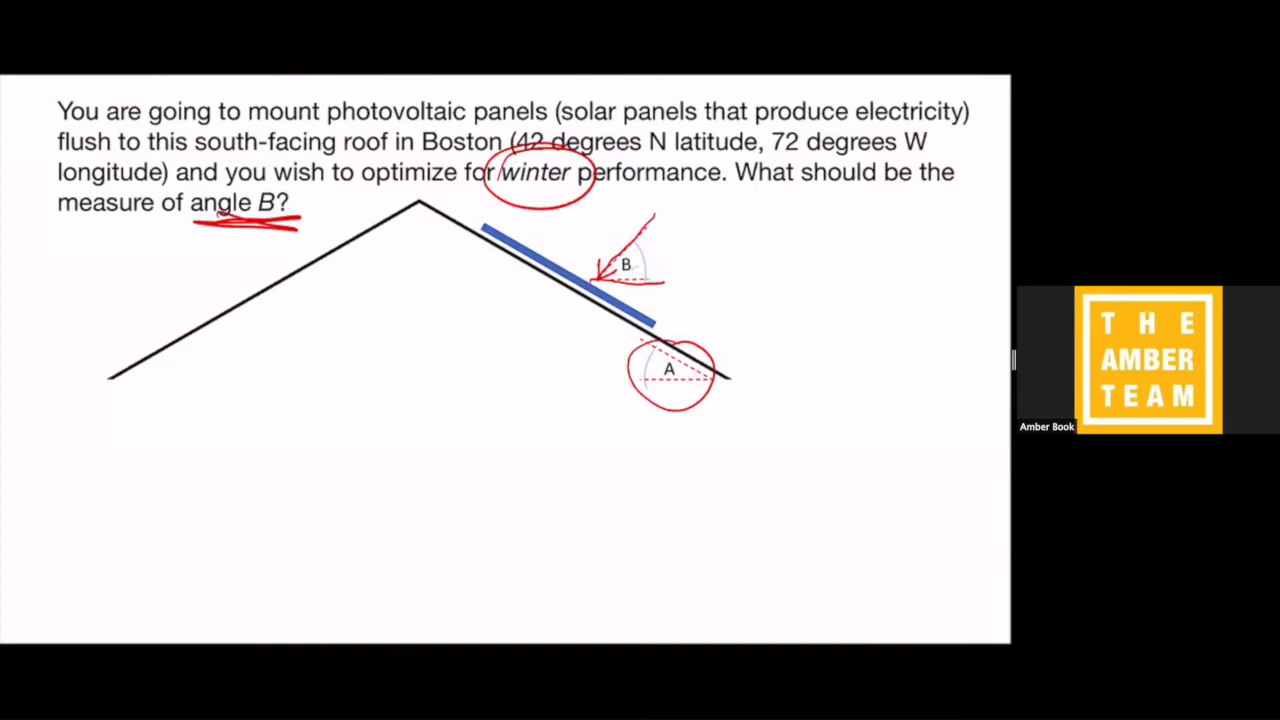 You are going to mount photovoltaic panels (solar panels that produce electricity)
flush to this south-facing roof in Boston (42 degrees N latitude, 72 degrees W
longitude) and you wish to optimize for winter performance. What should be the
measure of angle B?
B
A
THE
AMBER
TEAM
Amber Book